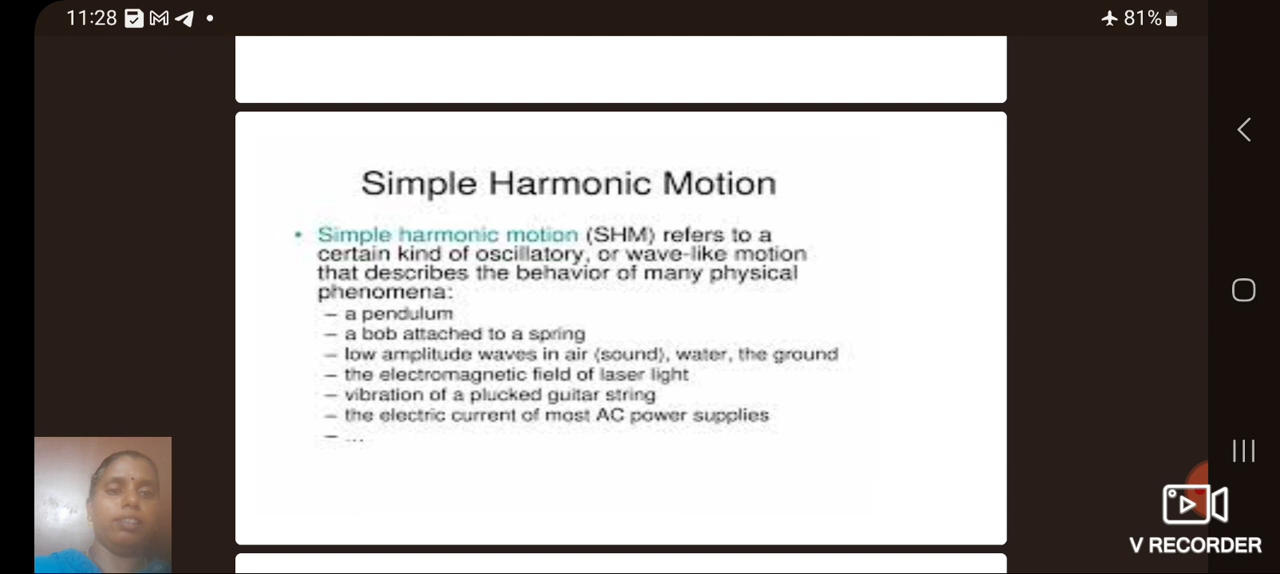 11:28
81%
Simple Harmonic Motion
• Simple harmonic motion (SHM) refers to a
certain kind of oscillatory, or wave-like motion
that describes the behavior of many physical
phenomena:
– a pendulum
– a bob attached to a spring
– low amplitude waves in air (sound), water, the ground
– the electromagnetic field of laser light
– vibration of a plucked guitar string
– the electric current of most AC power supplies
– ...
V RECORDER